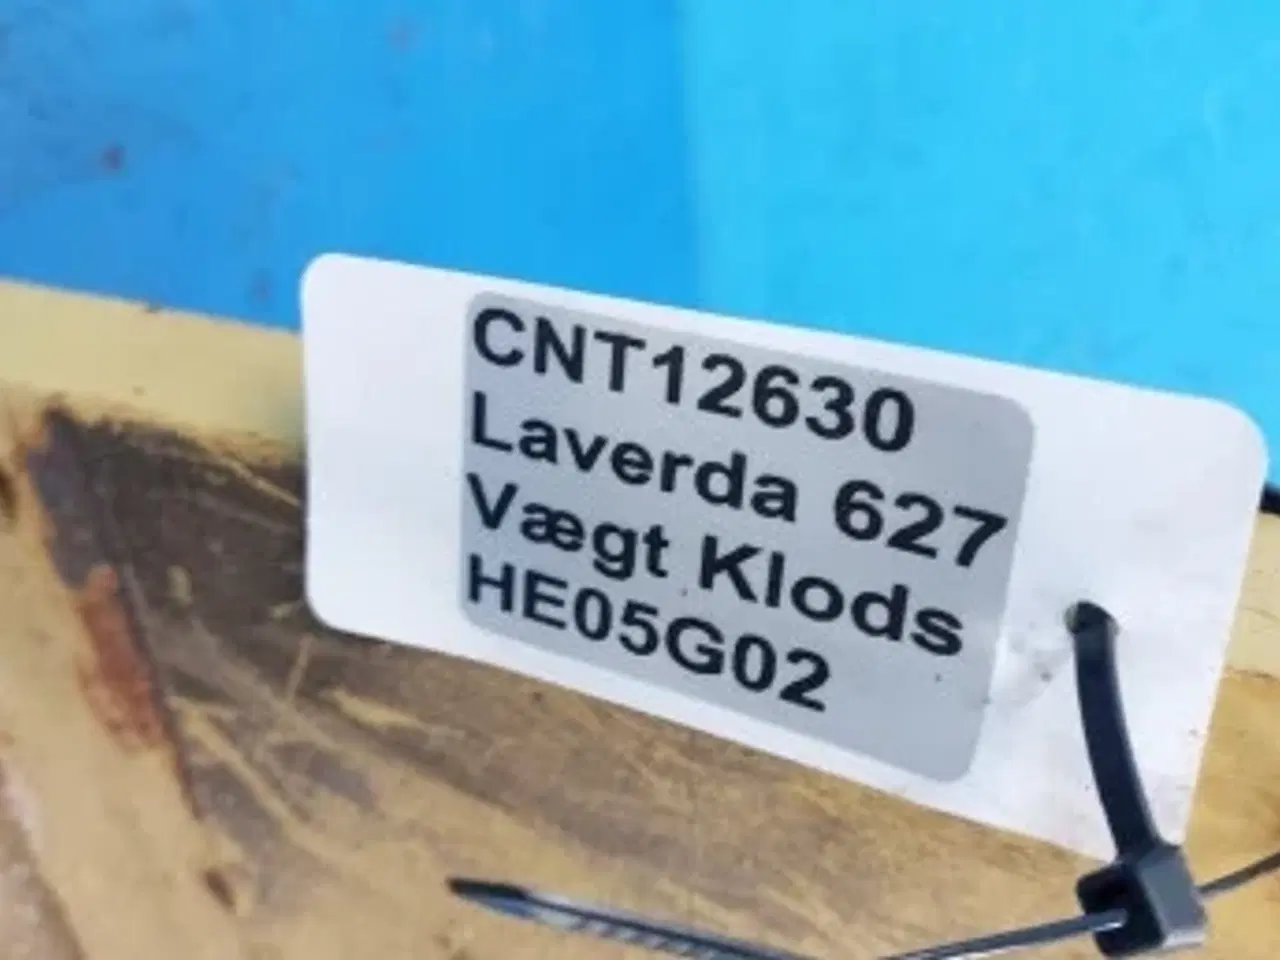 CNT12630
Laverda 627
Vægt Klods
HE05G02